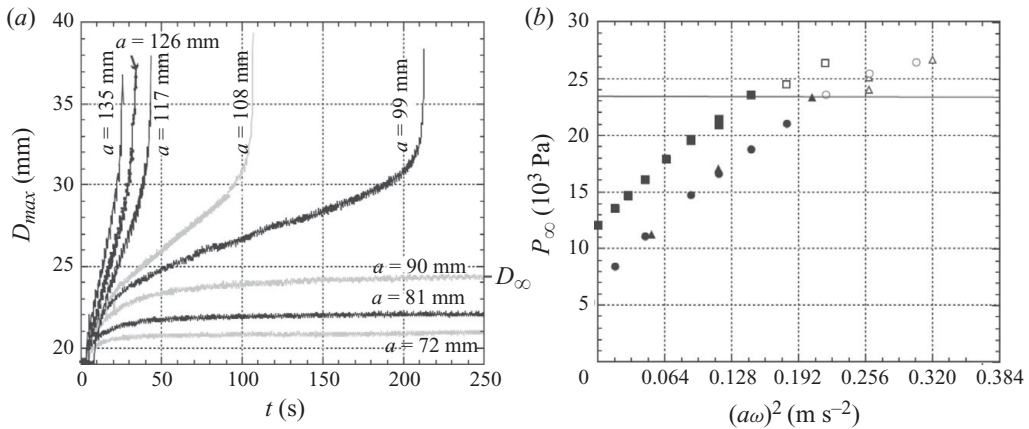 (a)
40
35
30
25
20
D_max (mm)
a = 135 mm
a = 126 mm
a = 117 mm
a = 108 mm
a = 99 mm
a = 90 mm
D_∞
a = 81 mm
a = 72 mm
0 50 100 150 200 250
t (s)
(b)
30
25
20
15
10
5
P_∞ (10³ Pa)
0 0.064 0.128 0.192 0.256 0.320 0.384
(aω)² (m s⁻²)